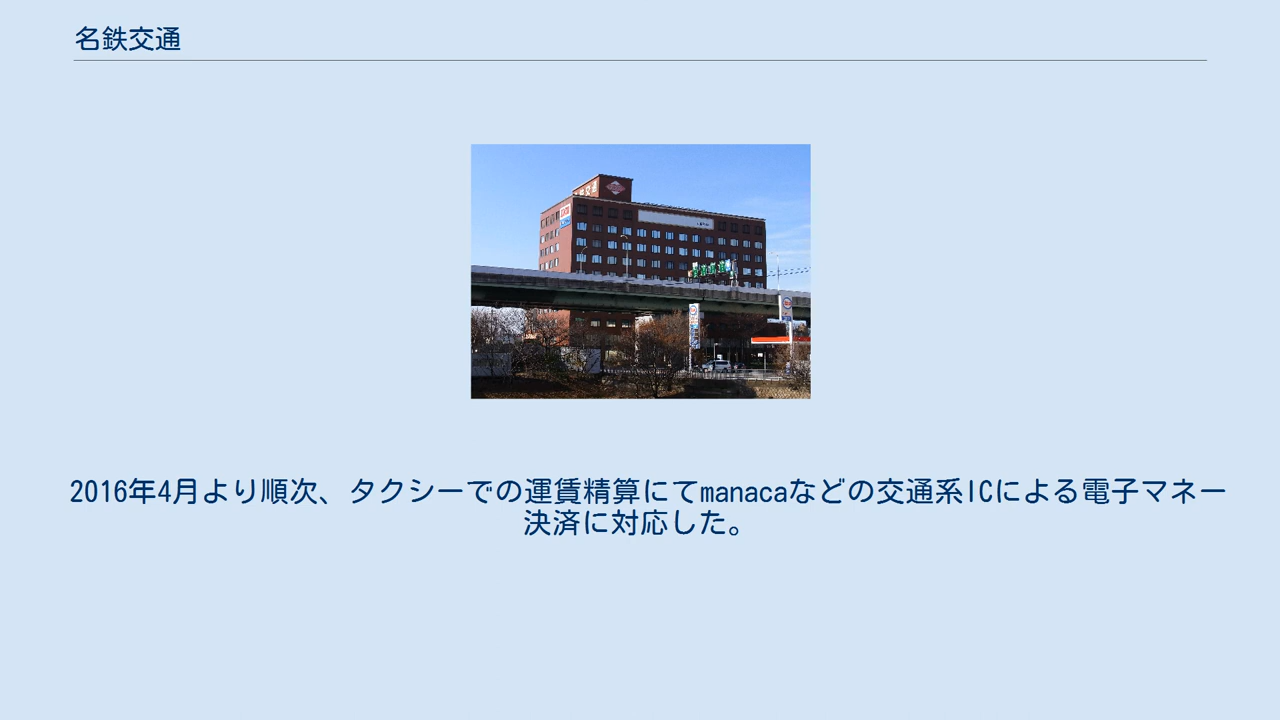 名鉄交通
2016年4月より順次、タクシーでの運賃精算にてmanacaなどの交通系ICによる電子マネー
決済に対応した。